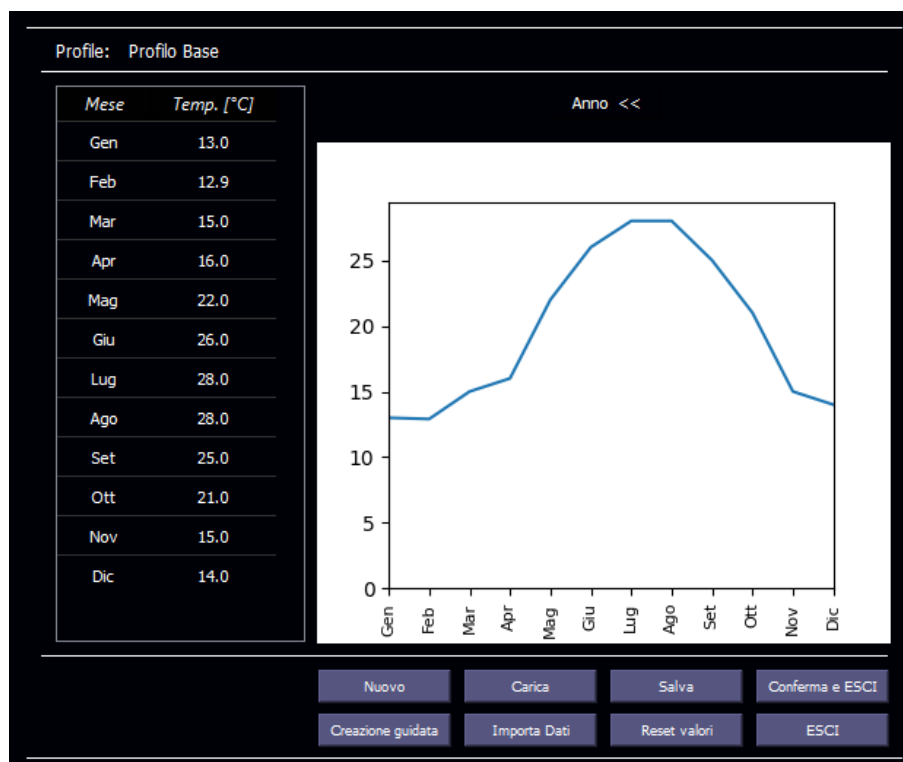 Profile: Profilo Base
Mese Temp. [°C]
Anno <<
Gen 13.0
Feb 12.9
Mar 15.0
Apr 16.0
Mag 22.0
Giu 26.0
Lug 28.0
Ago 28.0
Set 25.0
Ott 21.0
Nov 15.0
Dic 14.0
25
20
15
10
5
0
Gen Feb Mar Apr Mag Giu Lug Ago Set Ott Nov Dic
Nuovo Carica Salva Conferma e ESCI
Creazione guidata Importa Dati Reset valori ESCI